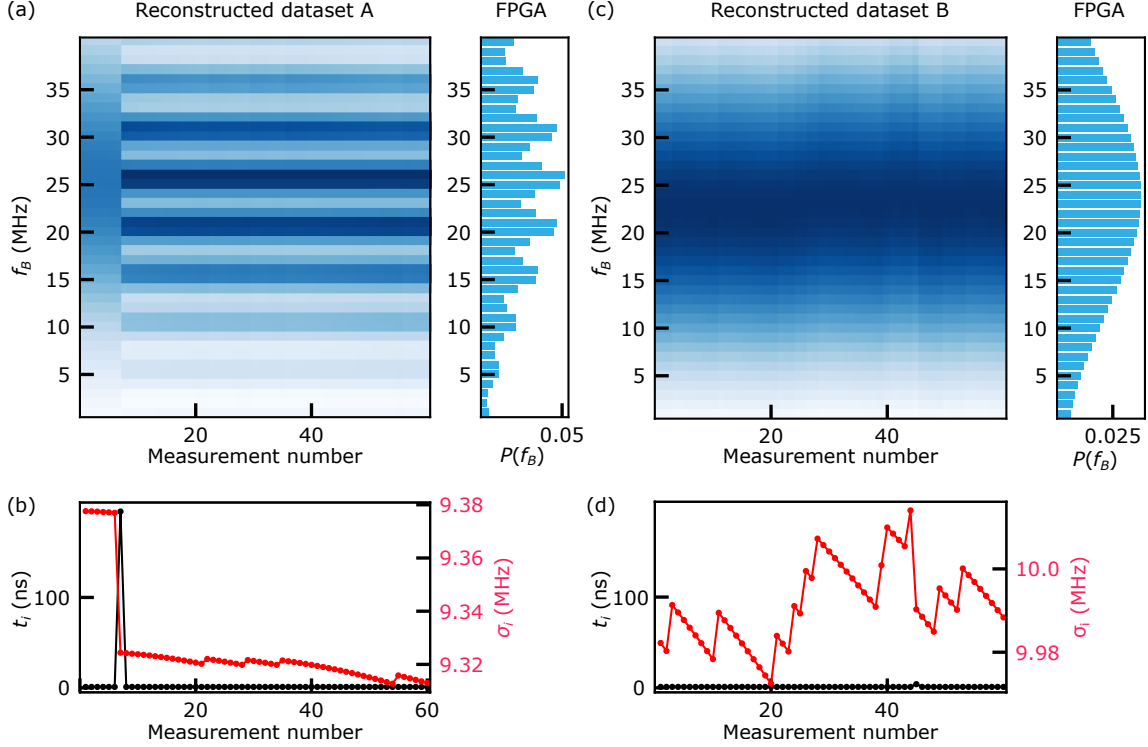 (a) Reconstructed dataset A FPGA
35
30
25
20
15
10
5
f_B (MHz)
20 40
Measurement number
35
30
25
20
15
10
5
0.05
P(f_B)
(c) Reconstructed dataset B FPGA
35
30
25
20
15
10
5
f_B (MHz)
20 40
Measurement number
35
30
25
20
15
10
5
0.025
P(f_B)
(b)
100
0
t_i (ns)
9.38
9.36
9.34
9.32
σ_i (MHz)
20 40 60
Measurement number
(d)
100
0
t_i (ns)
10.0
9.98
σ_i (MHz)
20 40
Measurement number